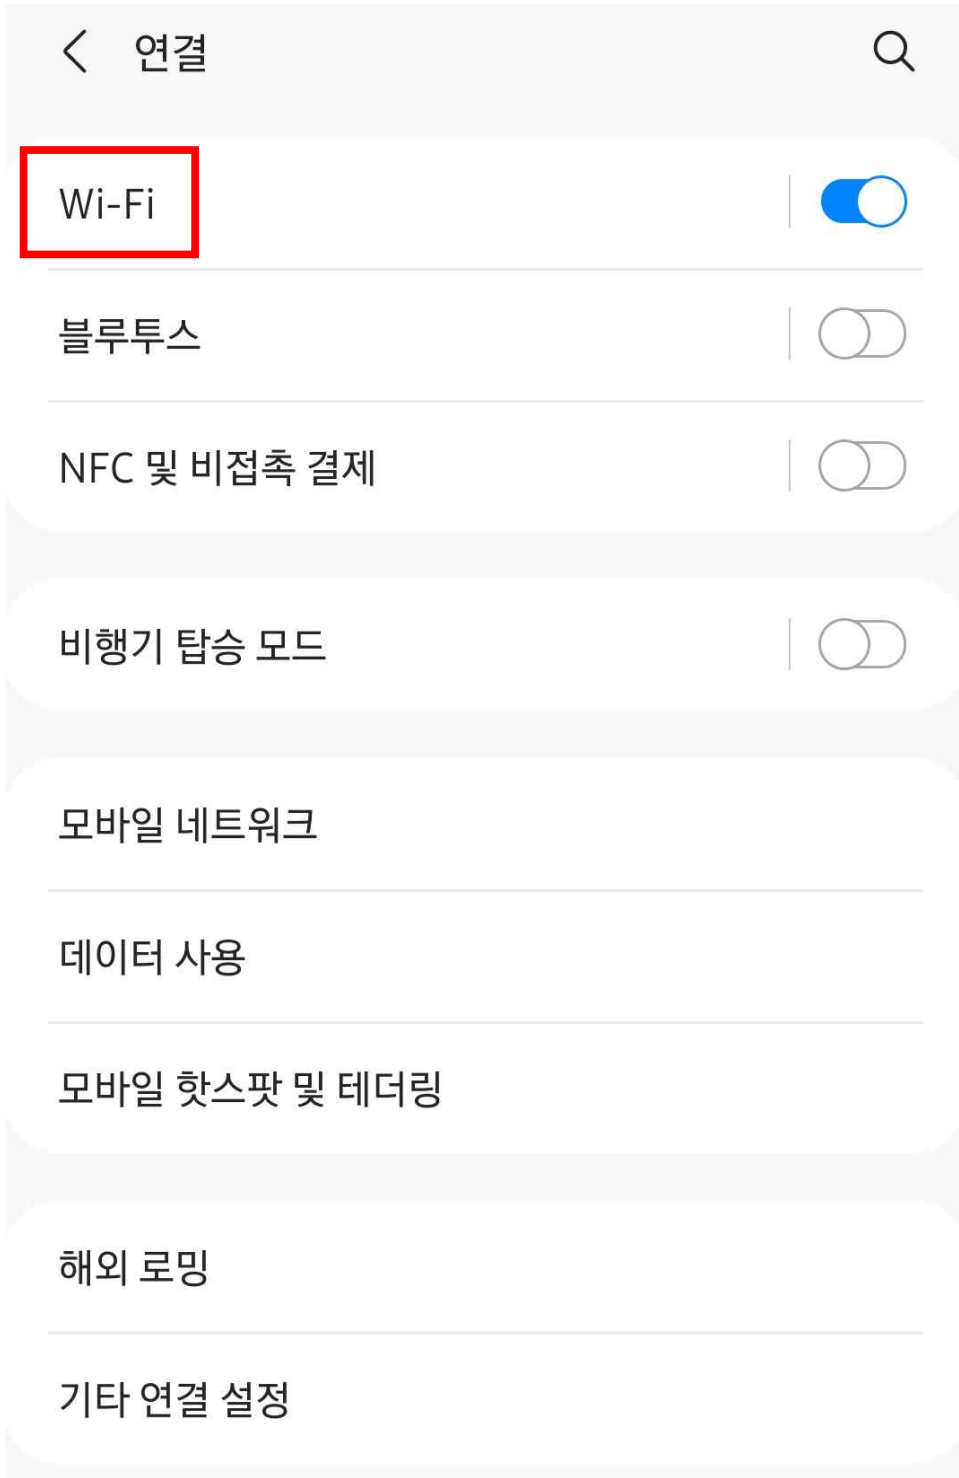 연결
Wi-Fi
블루투스
NFC 및 비접촉 결제
비행기 탑승 모드
모바일 네트워크
데이터 사용
모바일 핫스팟 및 테더링
해외 로밍
기타 연결 설정